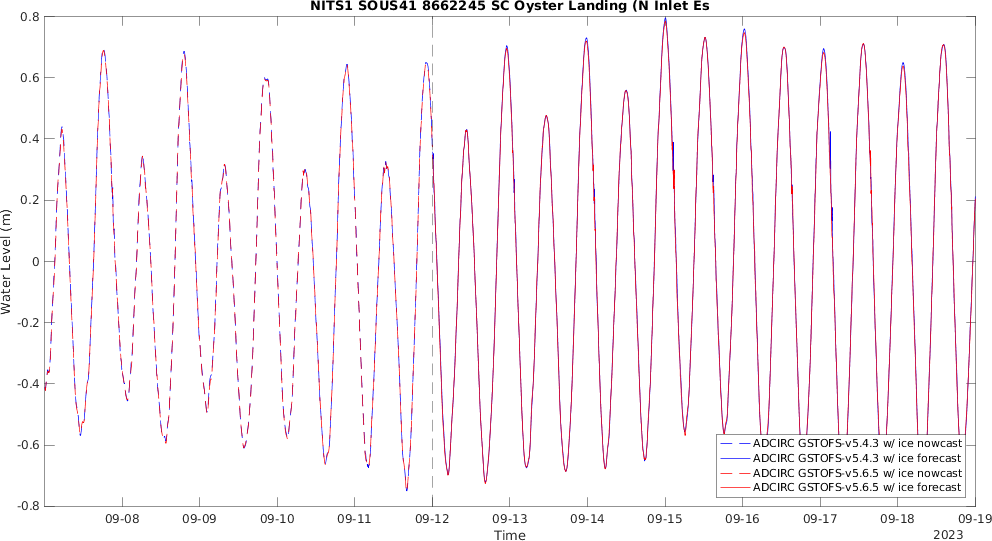 NITS1 SOUS41 8662245 SC Oyster Landing (N Inlet Es
0.8
0.6
0.4
0.2
0
-0.2
-0.4
-0.6
-0.8
Water Level (m)
ADCIRC GSTOFS-v5.4.3 w/ ice nowcast
ADCIRC GSTOFS-v5.4.3 w/ ice forecast
ADCIRC GSTOFS-v5.6.5 w/ ice nowcast
ADCIRC GSTOFS-v5.6.5 w/ ice forecast
09-08 09-09 09-10 09-11 09-12 09-13 09-14 09-15 09-16 09-17 09-18 09-19
Time
2023